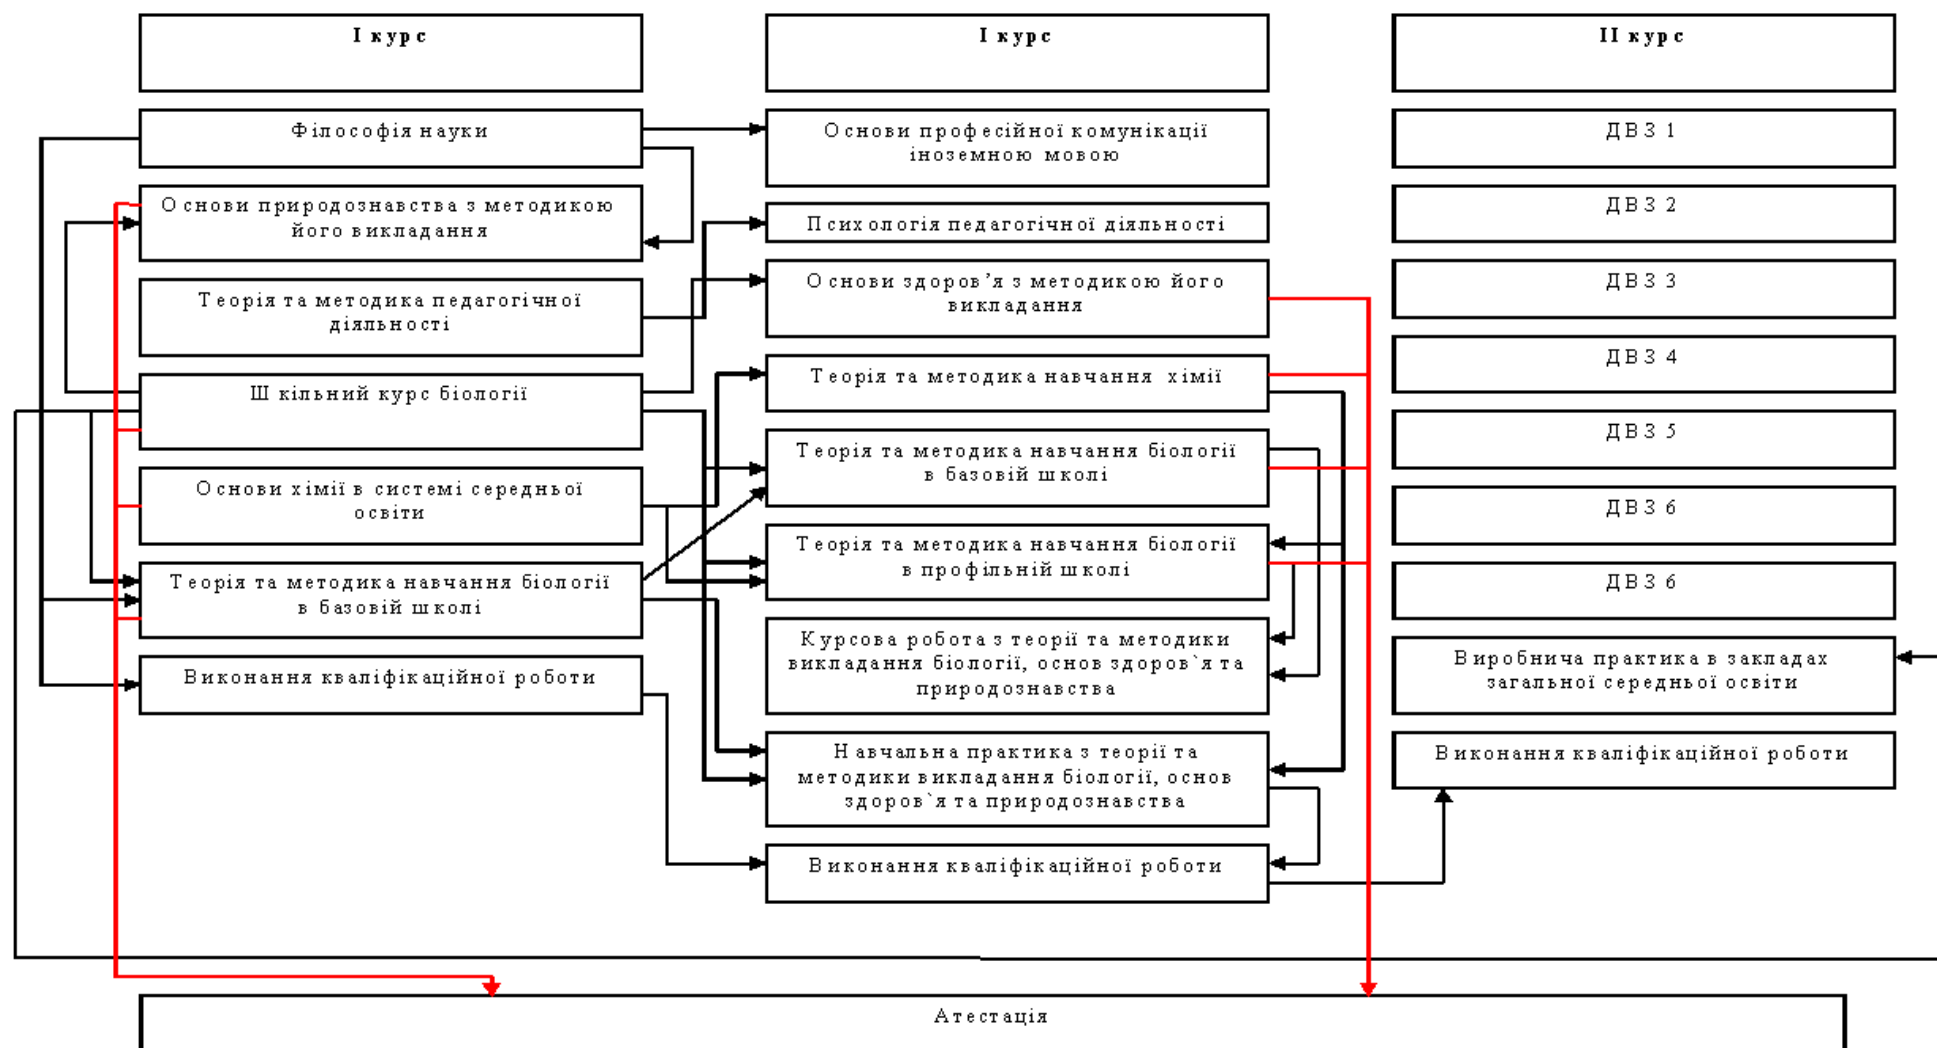 І курс
Філософія науки
Основи природознавства з методикою
його викладання
Теорія та методика педагогічної
діяльності
Шкільний курс біології
Основи хімії в системі середньої
освіти
Теорія та методика навчання біології
в базовій школі
Виконання кваліфікаційної роботи
І курс
Основи професійної комунікації
іноземною мовою
Психологія педагогічної діяльності
Основи здоров’я з методикою його
викладання
Теорія та методика навчання хімії
Теорія та методика навчання біології
в базовій школі
Теорія та методика навчання біології
в профільній школі
Курсова робота з теорії та методики
викладання біології, основ здоров`я та
природознавства
Навчальна практика з теорії та
методики викладання біології, основ
здоров`я та природознавства
Виконання кваліфікаційної роботи
ІІ курс
ДВЗ 1
ДВЗ 2
ДВЗ 3
ДВЗ 4
ДВЗ 5
ДВЗ 6
ДВЗ 6
Виробнича практика в закладах
загальної середньої освіти
Виконання кваліфікаційної роботи
Атестація